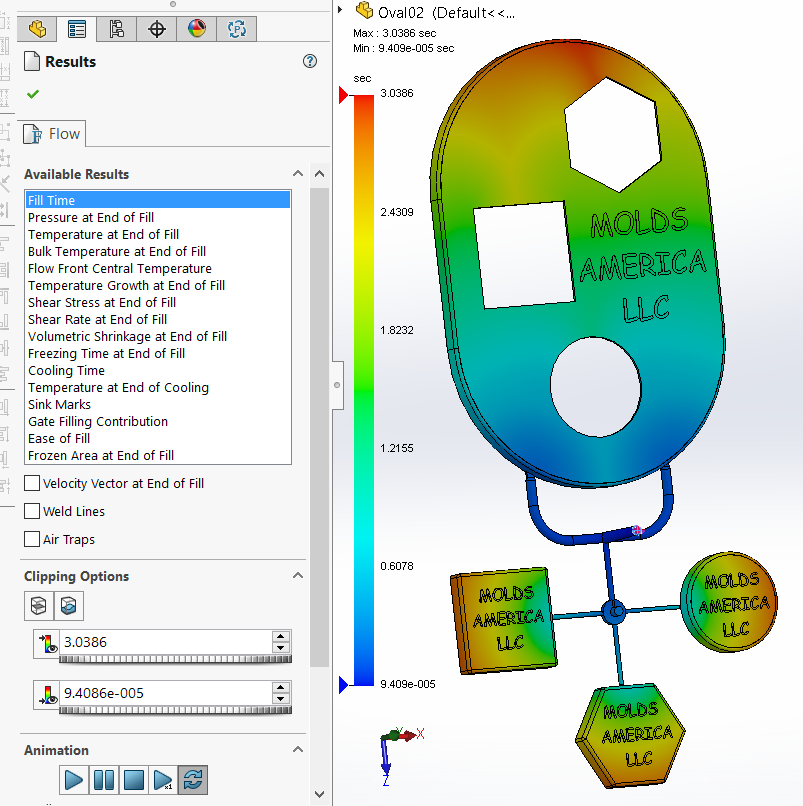 Results
Flow
Available Results
Fill Time
Pressure at End of Fill
Temperature at End of Fill
Bulk Temperature at End of Fill
Flow Front Central Temperature
Temperature Growth at End of Fill
Shear Stress at End of Fill
Shear Rate at End of Fill
Volumetric Shrinkage at End of Fill
Freezing Time at End of Fill
Cooling Time
Temperature at End of Cooling
Sink Marks
Gate Filling Contribution
Ease of Fill
Frozen Area at End of Fill
Velocity Vector at End of Fill
Weld Lines
Air Traps
Clipping Options
3.0386
9.4086e-005
Animation
x1
Oval02 (Default<<...
Max : 3.0386 sec
Min : 9.409e-005 sec
sec
3.0386
2.4309
1.8232
1.2155
0.6078
9.409e-005
MOLDS
AMERICA
LLC
MOLDS
AMERICA
LLC
MOLDS
AMERICA
LLC
MOLDS
AMERICA
LLC
X
Z